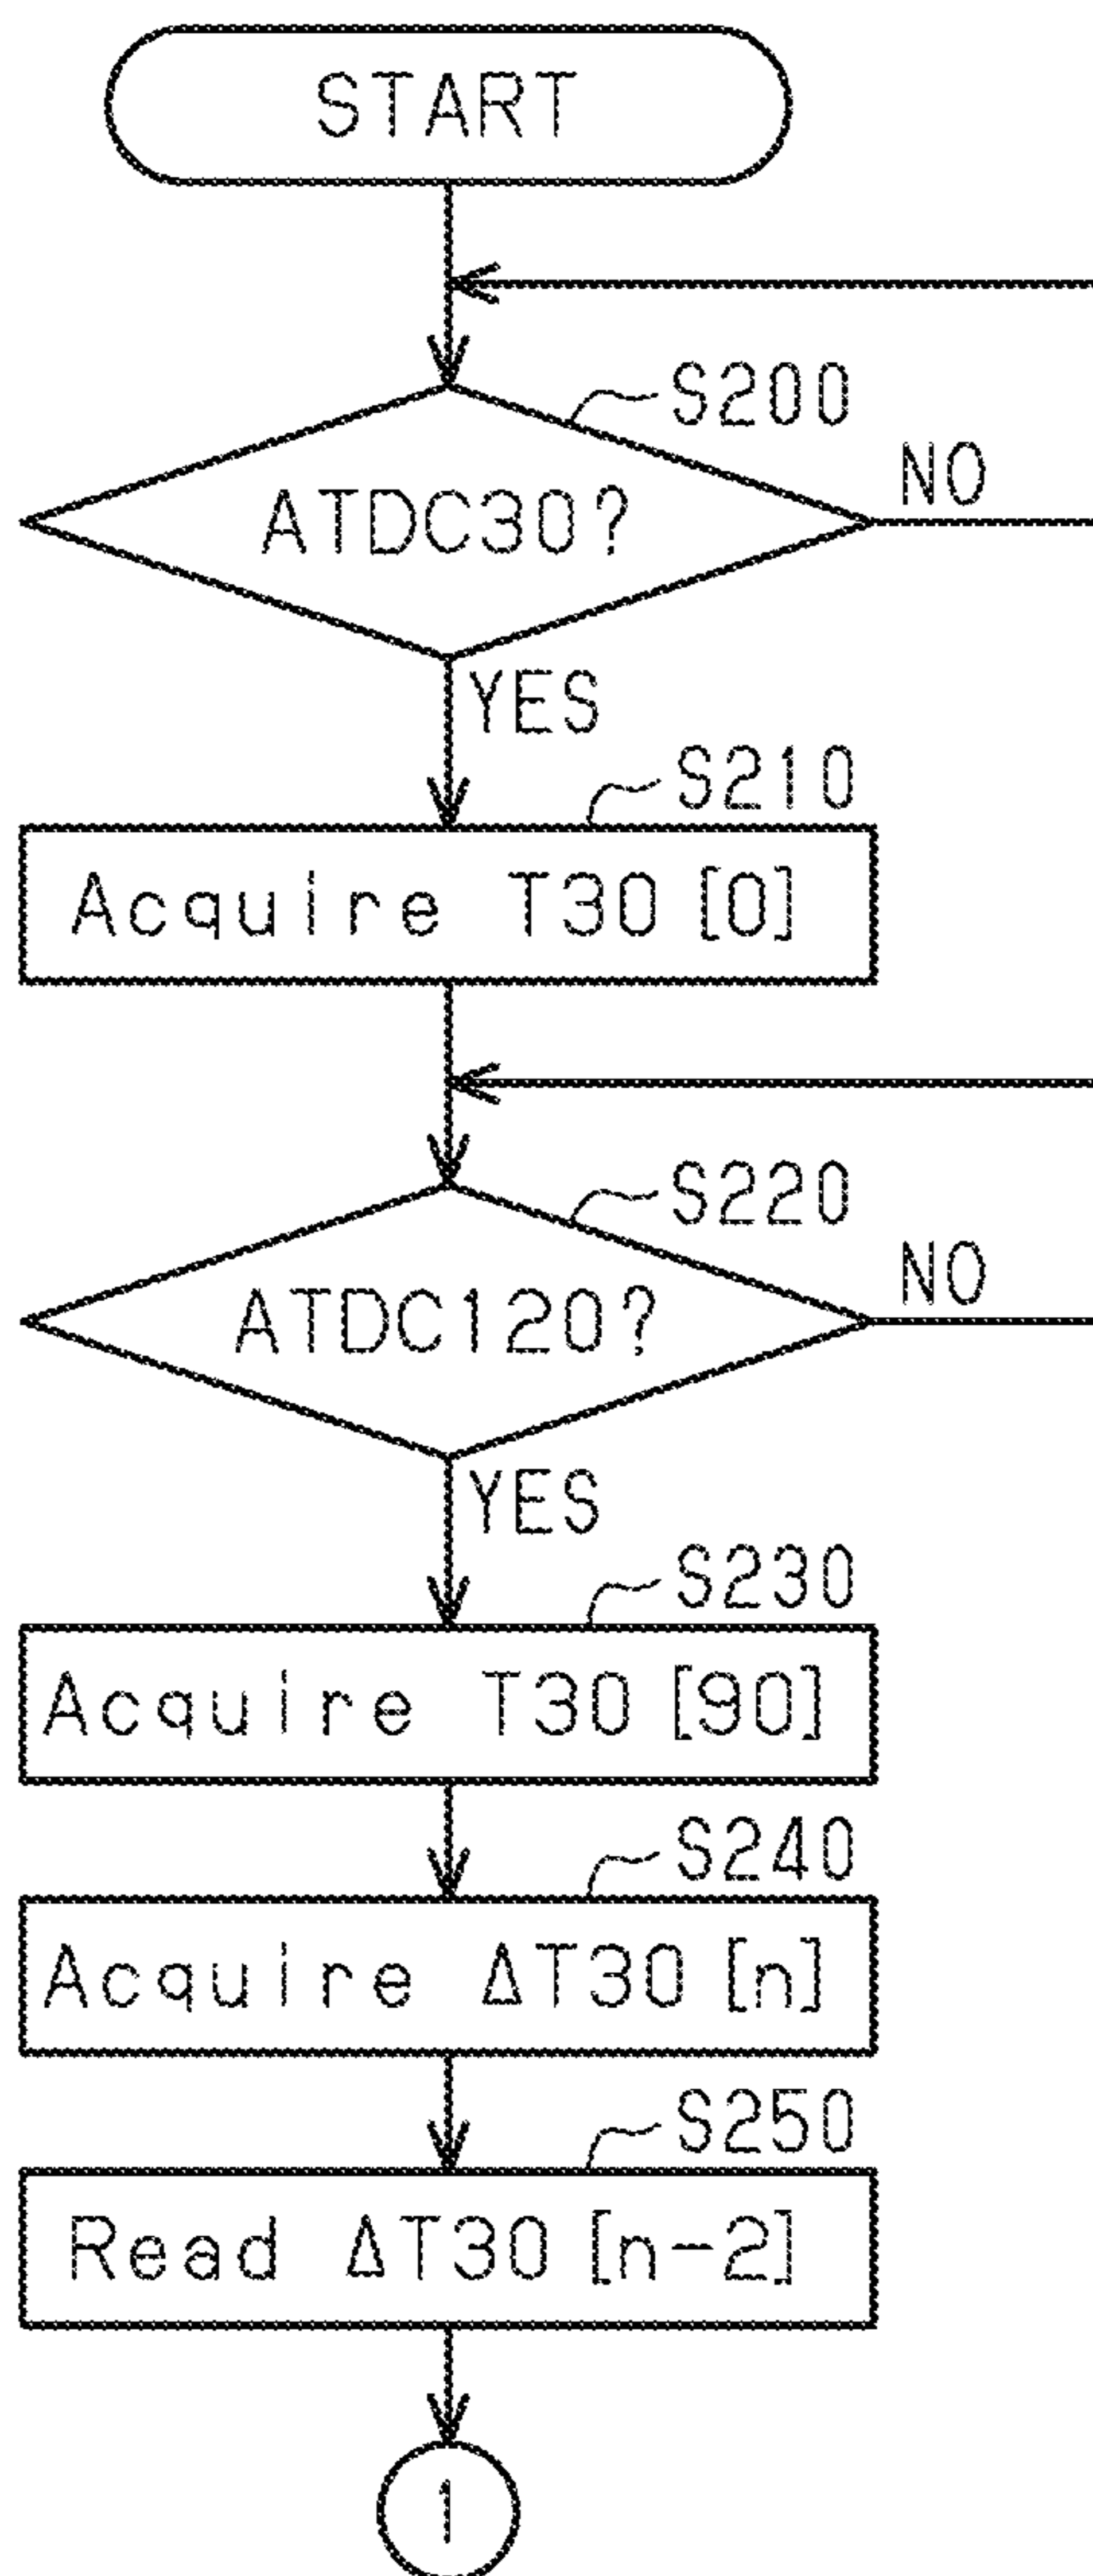 START
S200
ATDC30?
NO
YES
S210
Acquire T30 [0]
S220
ATDC120?
NO
YES
S230
Acquire T30 [90]
S240
Acquire ΔT30 [n]
S250
Read ΔT30 [n-2]
1